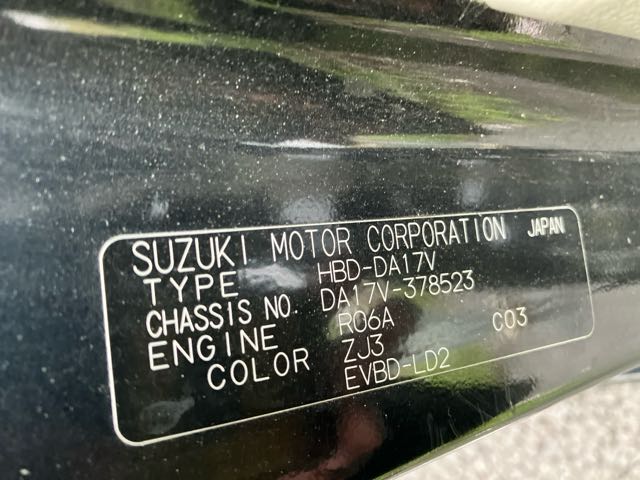 SUZUKI MOTOR CORPORATION JAPAN
TYPE HBD-DA17V
CHASSIS NO. DA17V-378523
ENGINE R06A C03
COLOR ZJ3
EVBD-LD2